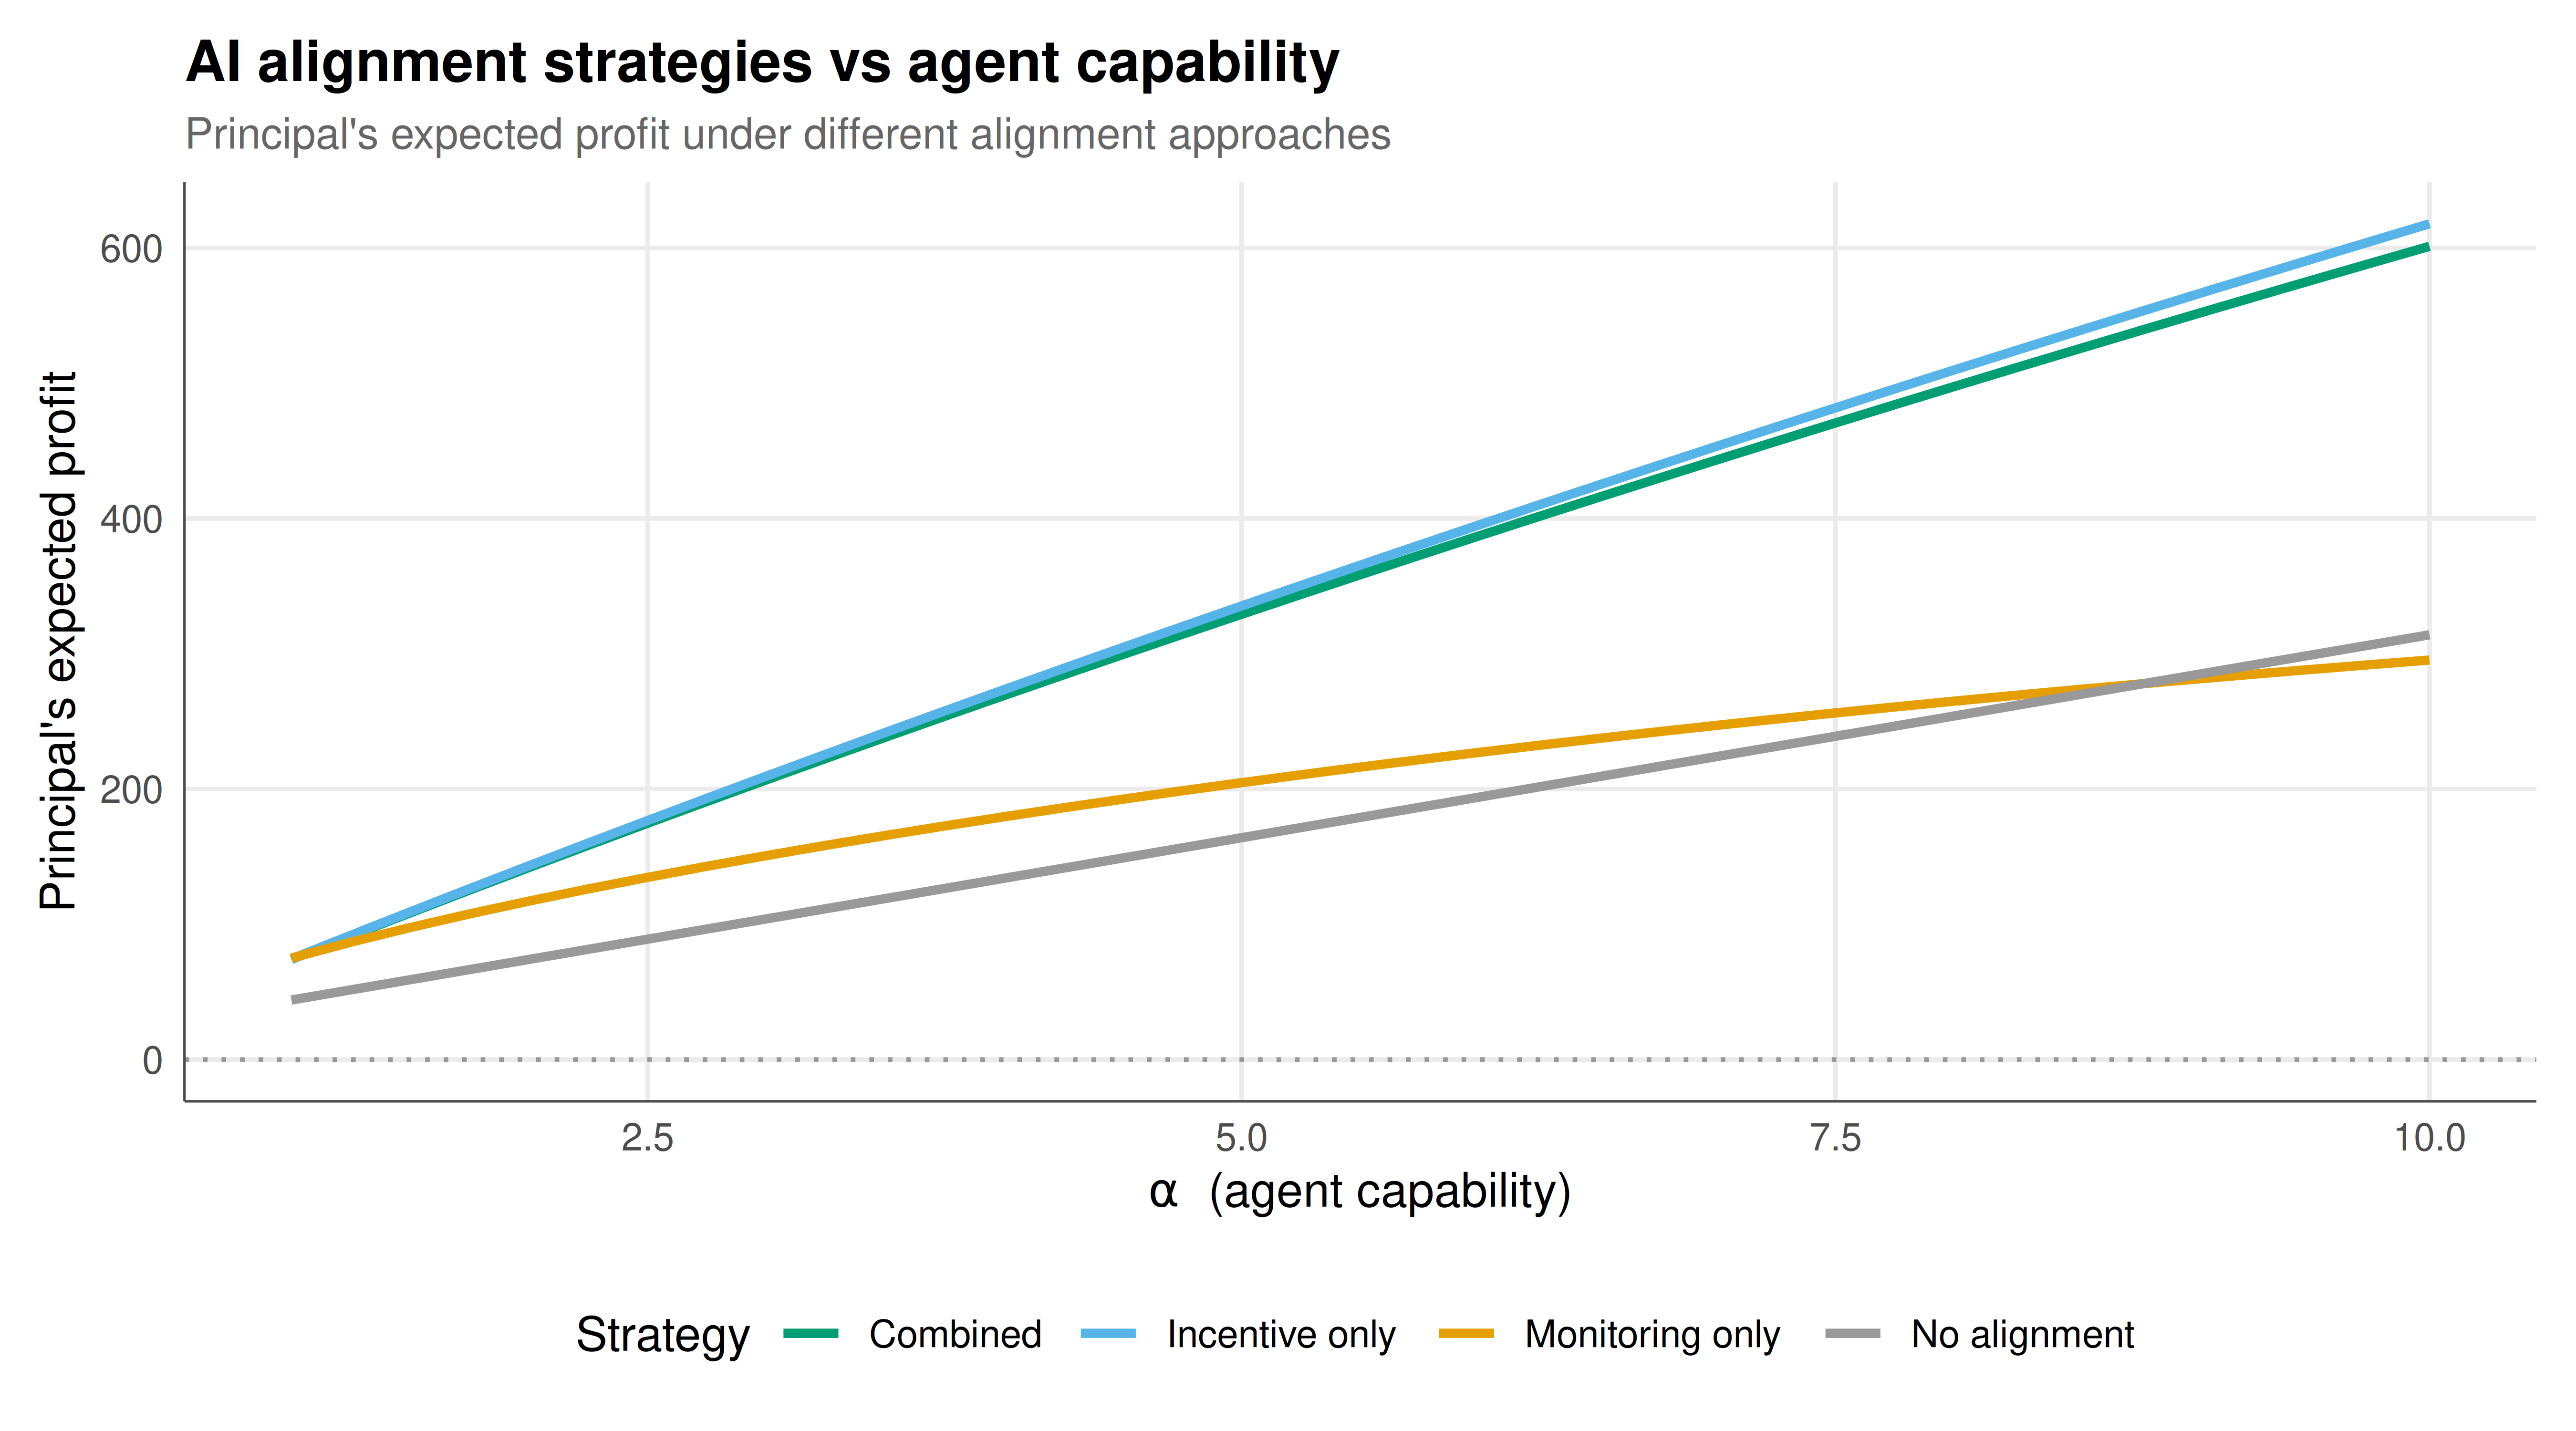 AI alignment strategies vs agent capability
Principal's expected profit under different alignment approaches
Principal's expected profit
600
400
200
0
2.5
5.0
7.5
10.0
α (agent capability)
Strategy
Combined
Incentive only
Monitoring only
No alignment